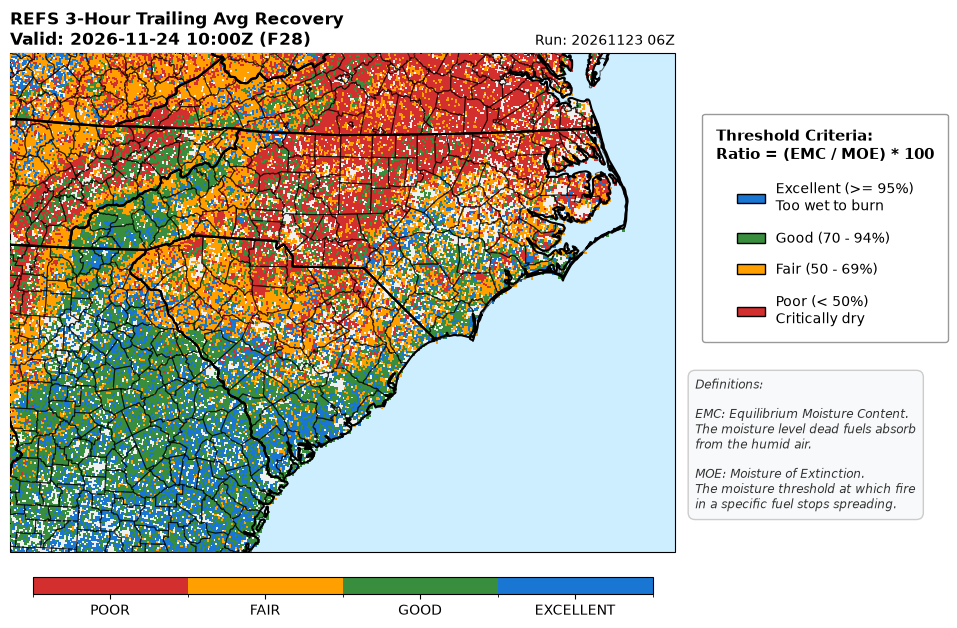 REFS 3-Hour Trailing Avg Recovery
Valid: 2026-11-24 10:00Z (F28)
Run: 20261123 06Z
Threshold Criteria:
Ratio = (EMC / MOE) * 100
Excellent (>= 95%)
Too wet to burn
Good (70 - 94%)
Fair (50 - 69%)
Poor (< 50%)
Critically dry
Definitions:
EMC: Equilibrium Moisture Content.
The moisture level dead fuels absorb
from the humid air.
MOE: Moisture of Extinction.
The moisture threshold at which fire
in a specific fuel stops spreading.
POOR
FAIR
GOOD
EXCELLENT